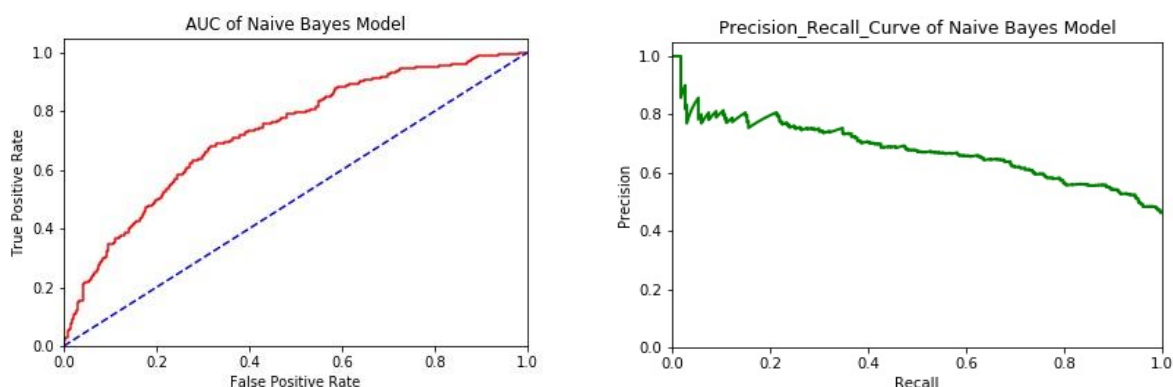 AUC of Naive Bayes Model
True Positive Rate
1.0
0.8
0.6
0.4
0.2
0.0
0.0 0.2 0.4 0.6 0.8 1.0
False Positive Rate
Precision_Recall_Curve of Naive Bayes Model
Precision
1.0
0.8
0.6
0.4
0.2
0.0
0.0 0.2 0.4 0.6 0.8 1.0
Recall